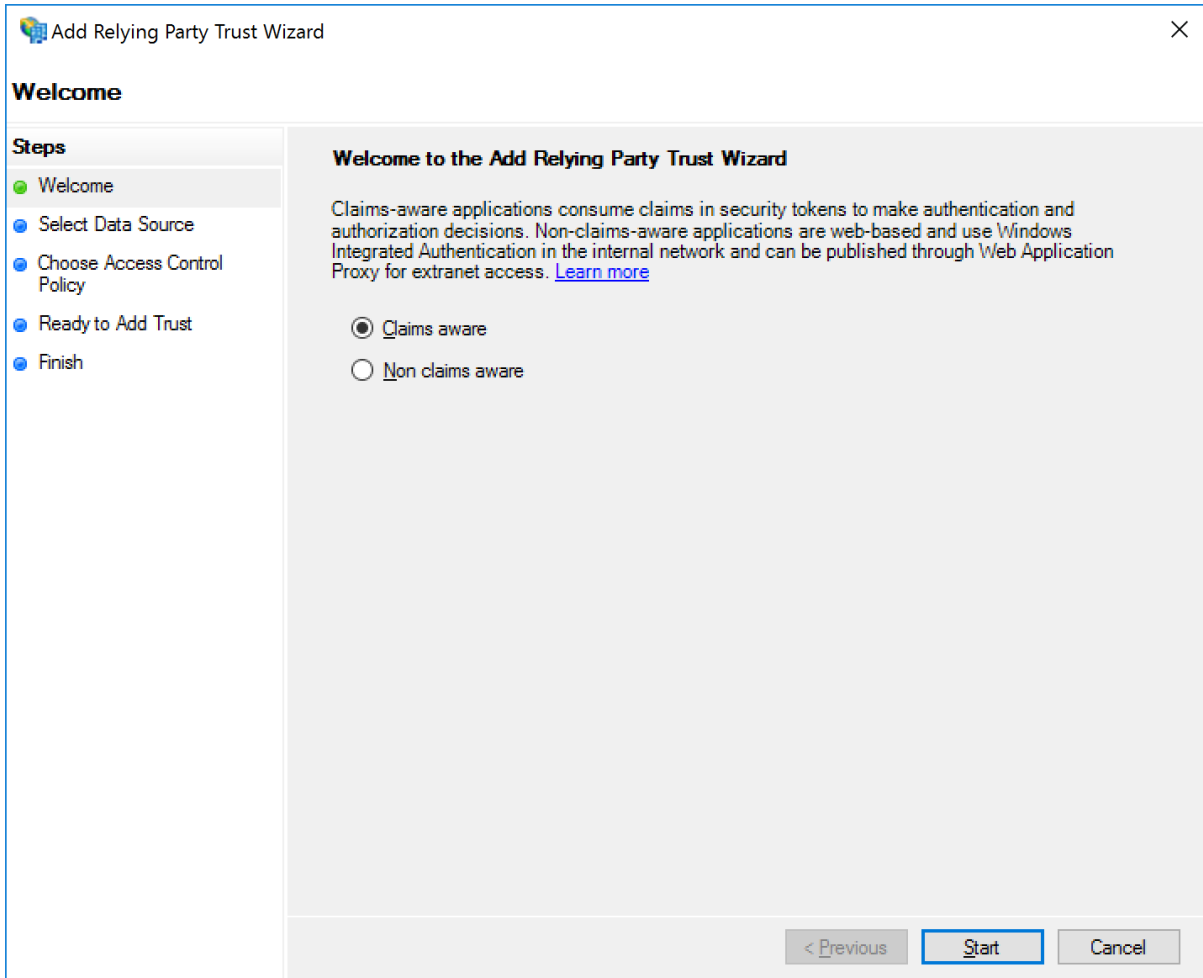 Add Relying Party Trust Wizard
Welcome
Steps
Welcome
Select Data Source
Choose Access Control
Policy
Ready to Add Trust
Finish
Welcome to the Add Relying Party Trust Wizard
Claims-aware applications consume claims in security tokens to make authentication and
authorization decisions. Non-claims-aware applications are web-based and use Windows
Integrated Authentication in the internal network and can be published through Web Application
Proxy for extranet access. Learn more
Claims aware
Non claims aware
< Previous
Start
Cancel